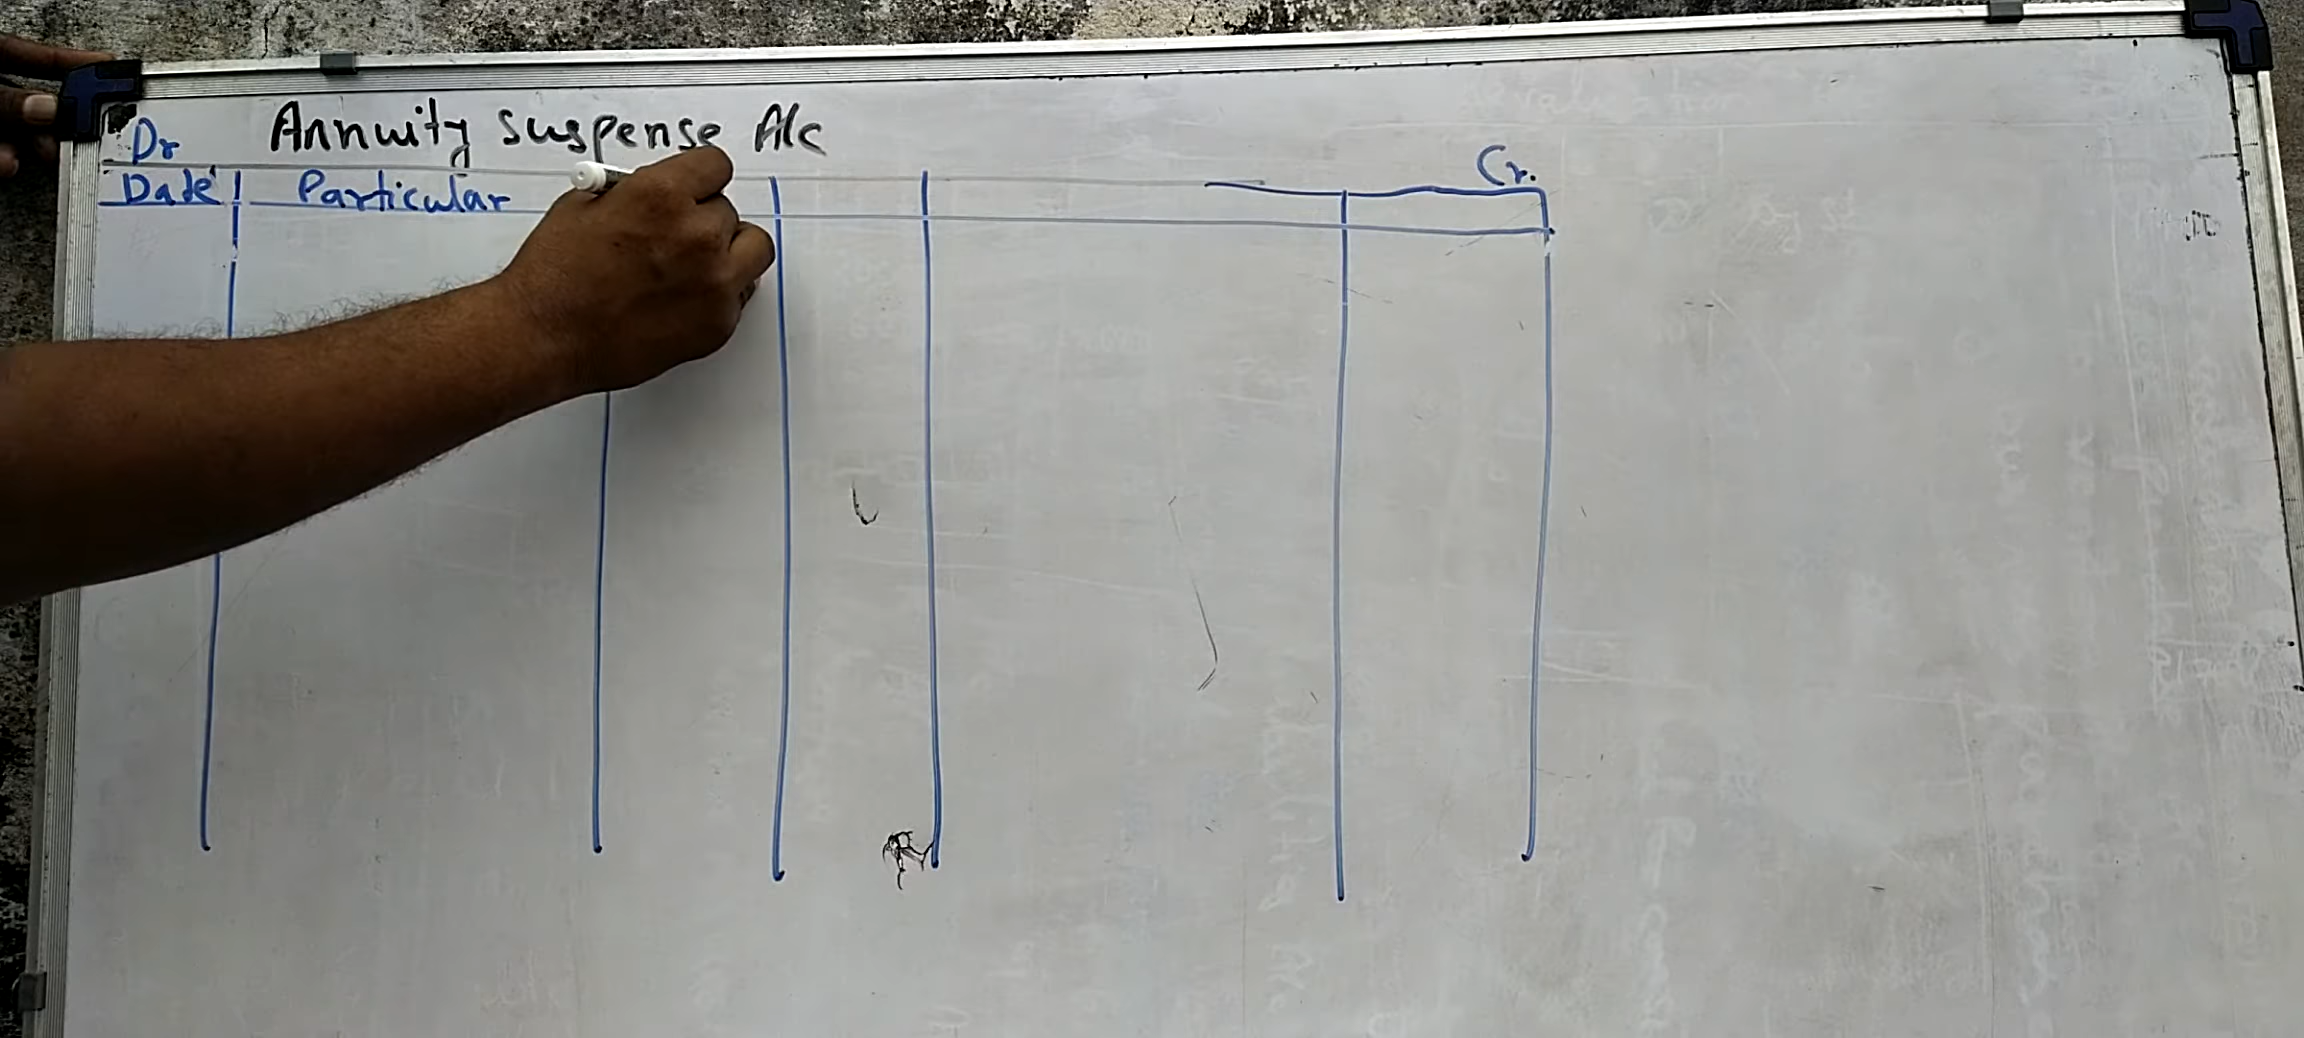 Dr Annuity suspense A/c Cr.
Date Particular